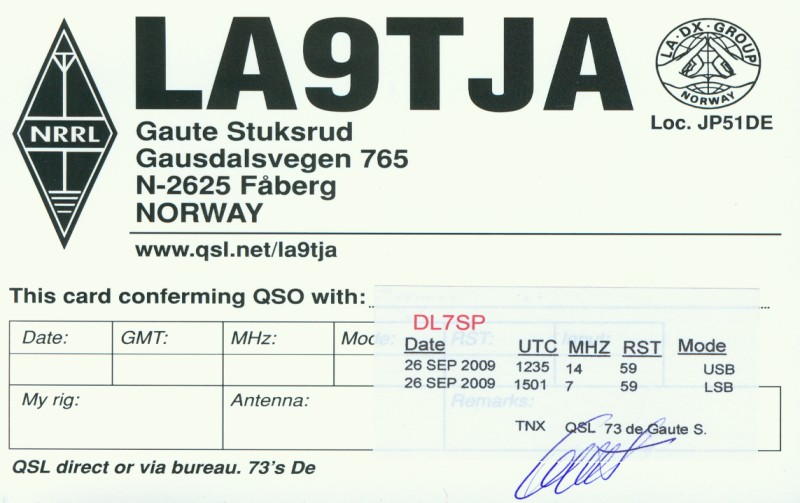 LA9TJA
NRRL
LA-DX-GROUP
NORWAY
Loc. JP51DE
Gaute Stuksrud
Gausdalsvegen 765
N-2625 Fåberg
NORWAY
www.qsl.net/la9tja
This card conferming QSO with:
DL7SP
Date: GMT: MHz: Mode: RST:
Date UTC MHZ RST Mode
26 SEP 2009 1235 14 59 USB
26 SEP 2009 1501 7 59 LSB
My rig: Antenna: Remarks:
TNX QSL 73 de Gaute S.
QSL direct or via bureau. 73's De